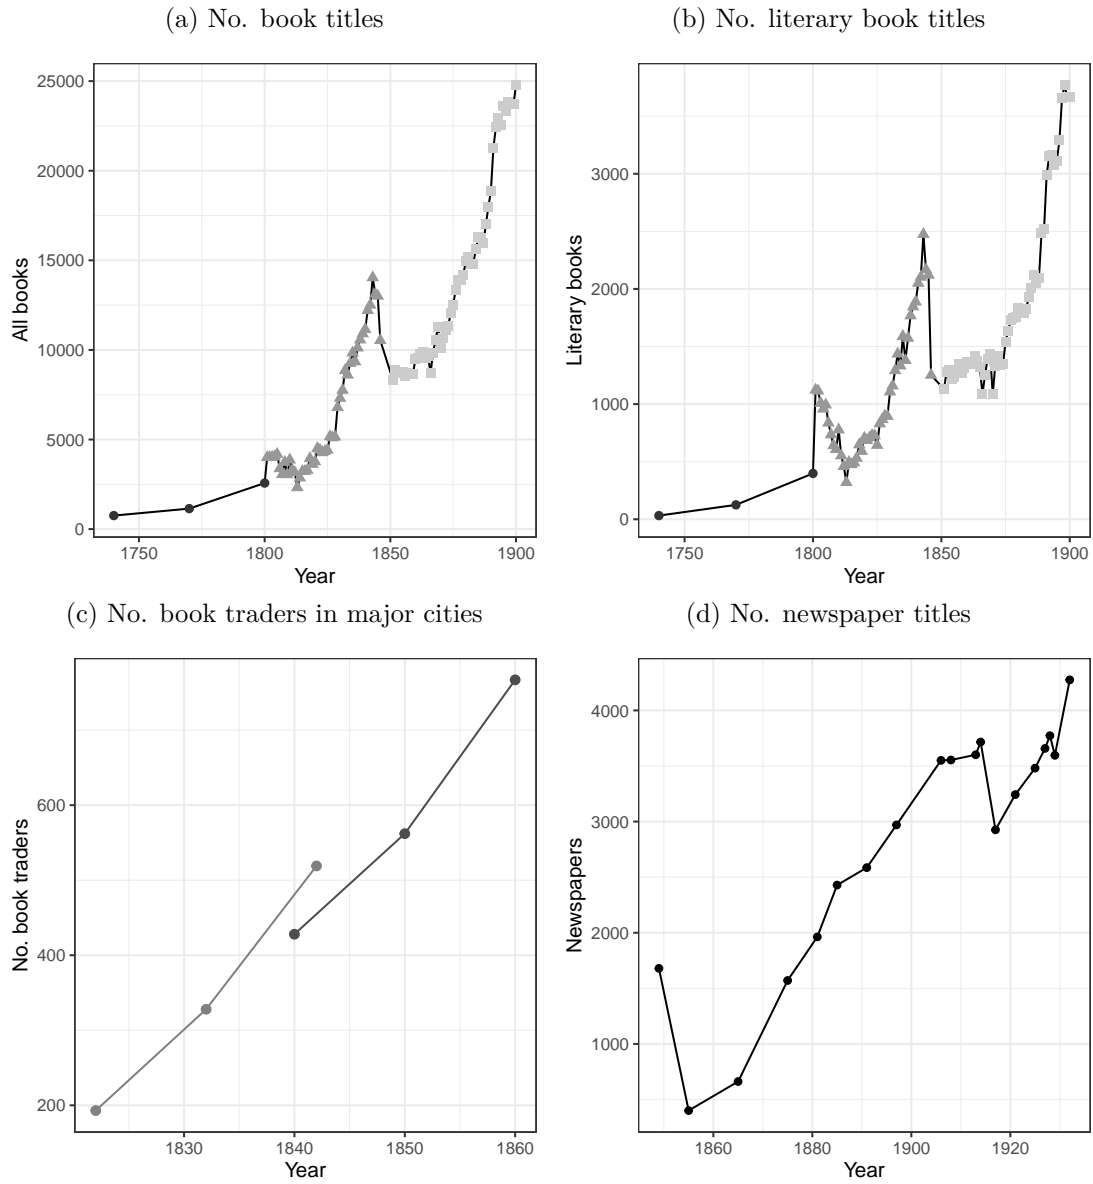 (a) No. book titles
(b) No. literary book titles
All books
25000
20000
15000
10000
5000
0
1750
1800
1850
1900
Year
Literary books
3000
2000
1000
0
1750
1800
1850
1900
Year
(c) No. book traders in major cities
(d) No. newspaper titles
No. book traders
600
400
200
1830
1840
1850
1860
Year
Newspapers
4000
3000
2000
1000
1860
1880
1900
1920
Year